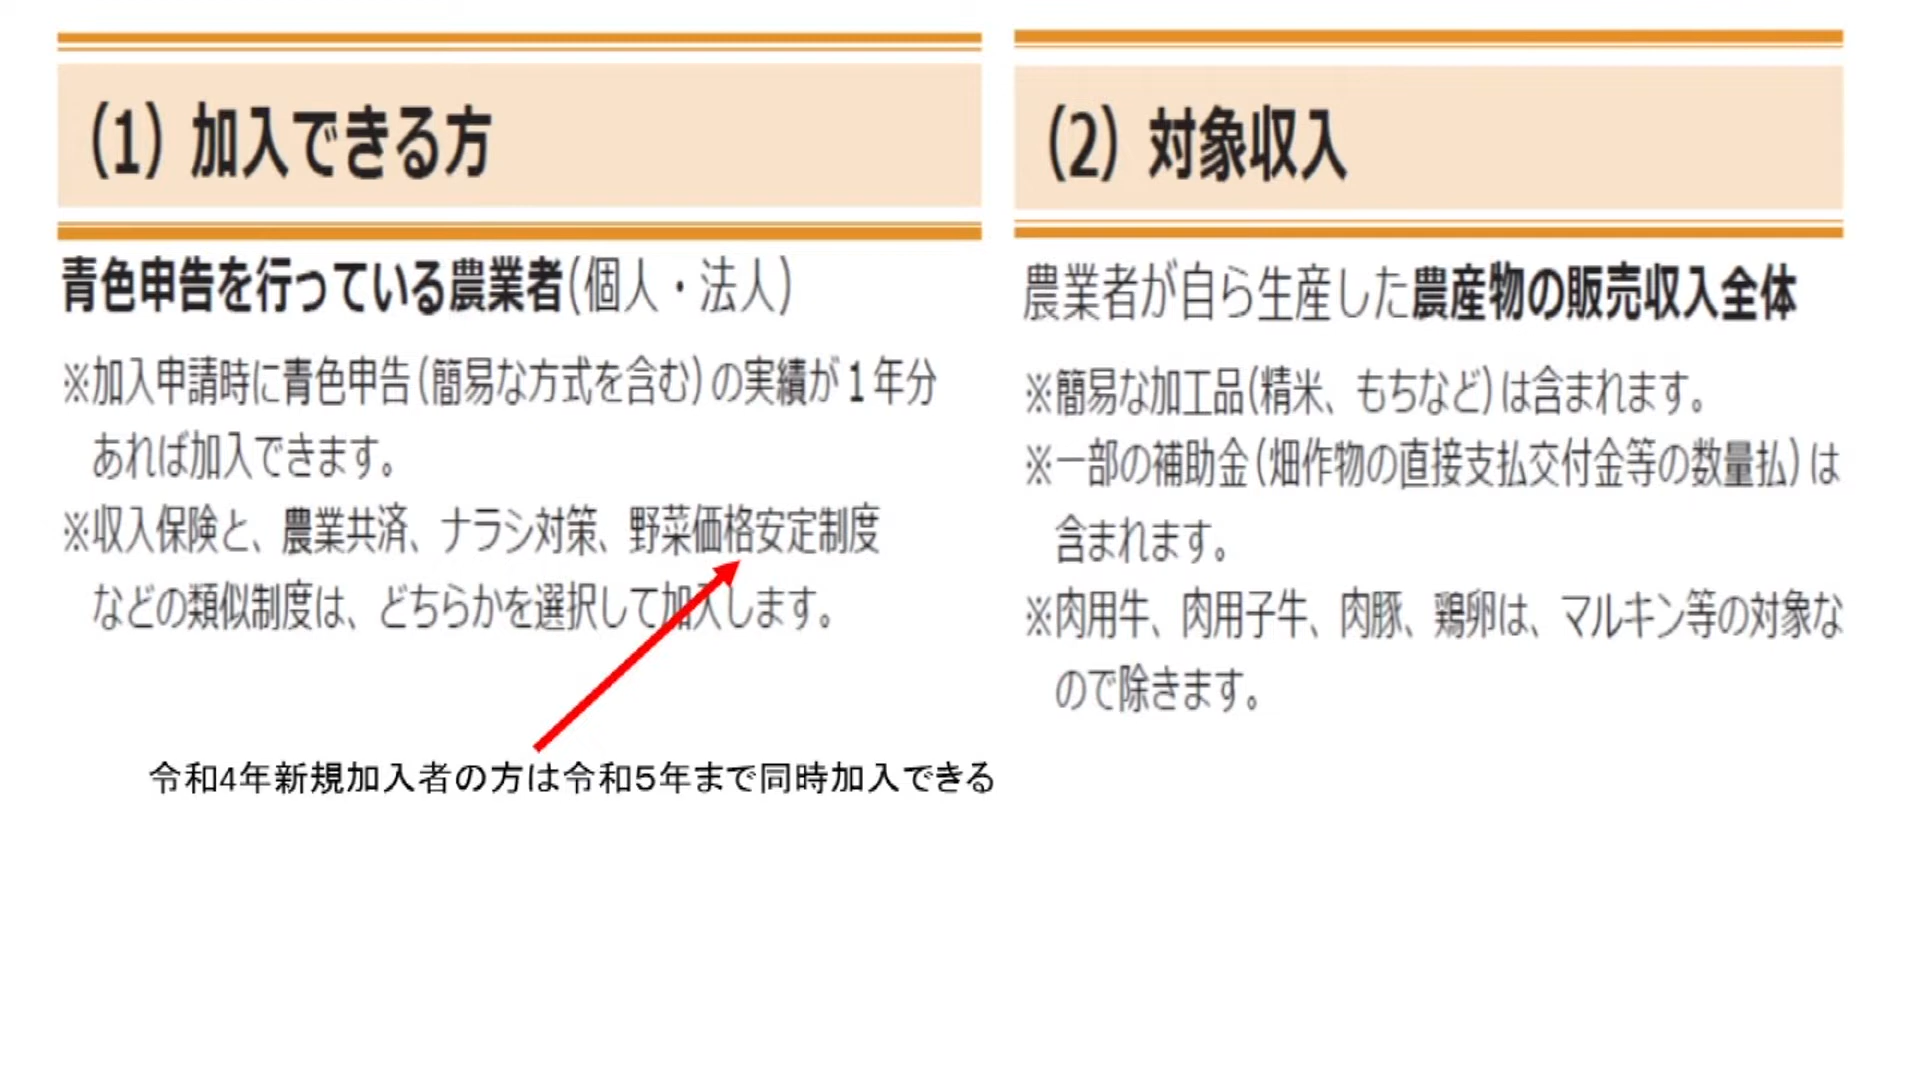 (1) 加入できる方
青色申告を行っている農業者(個人・法人)
※加入申請時に青色申告(簡易な方式を含む)の実績が1年分
あれば加入できます。
※収入保険と、農業共済、ナラシ対策、野菜価格安定制度
などの類似制度は、どちらかを選択して加入します。
令和4年新規加入者の方は令和5年まで同時加入できる
(2) 対象収入
農業者が自ら生産した農産物の販売収入全体
※簡易な加工品(精米、もちなど)は含まれます。
※一部の補助金(畑作物の直接支払交付金等の数量払)は
含まれます。
※肉用牛、肉用子牛、肉豚、鶏卵は、マルキン等の対象な
ので除きます。